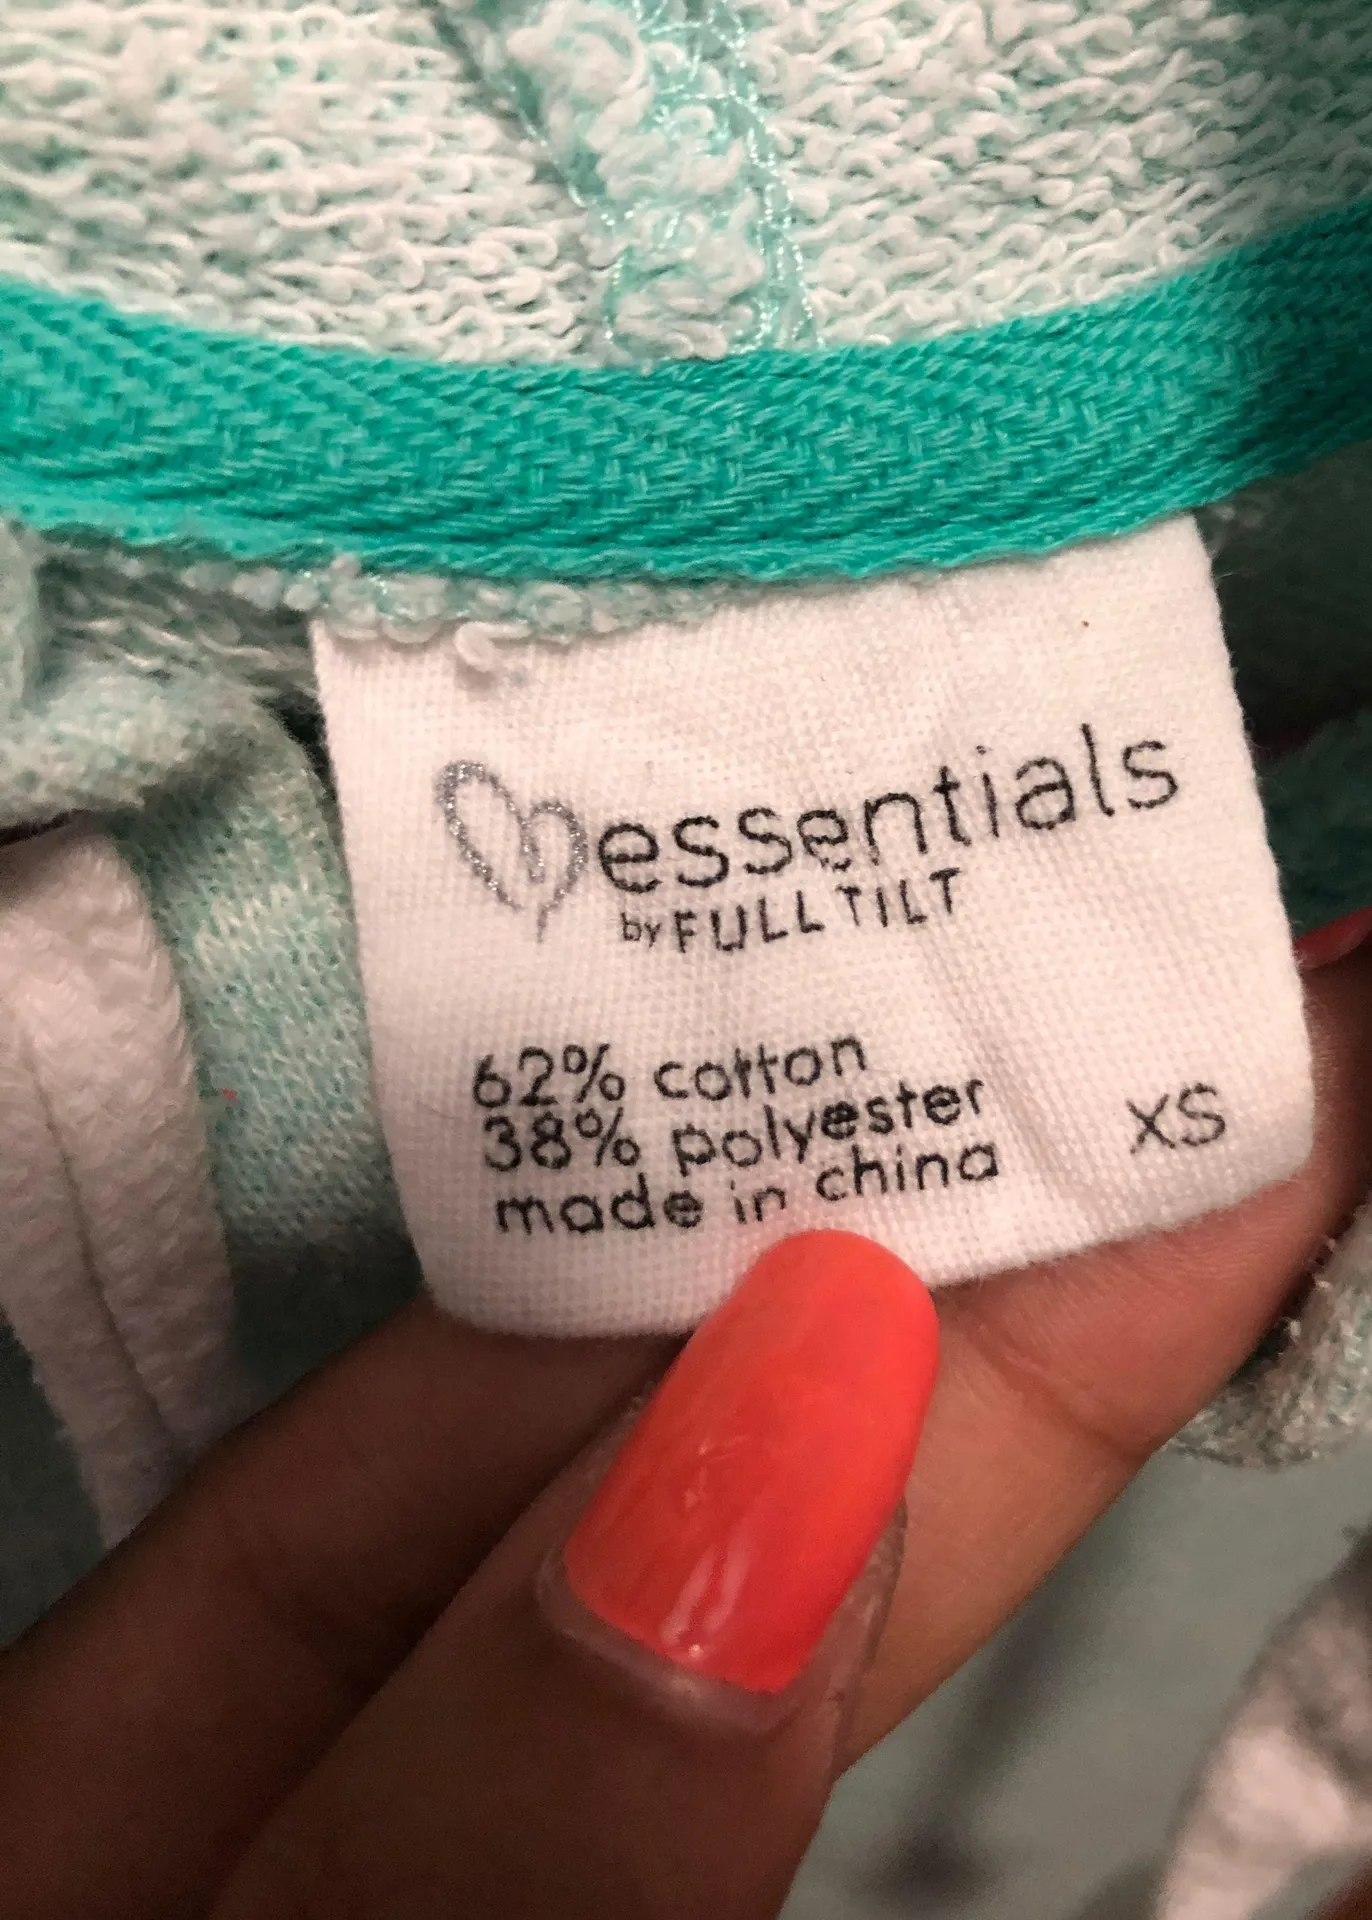 essentials
by FULL TILT
62% cotton
38% polyester
made in china
XS